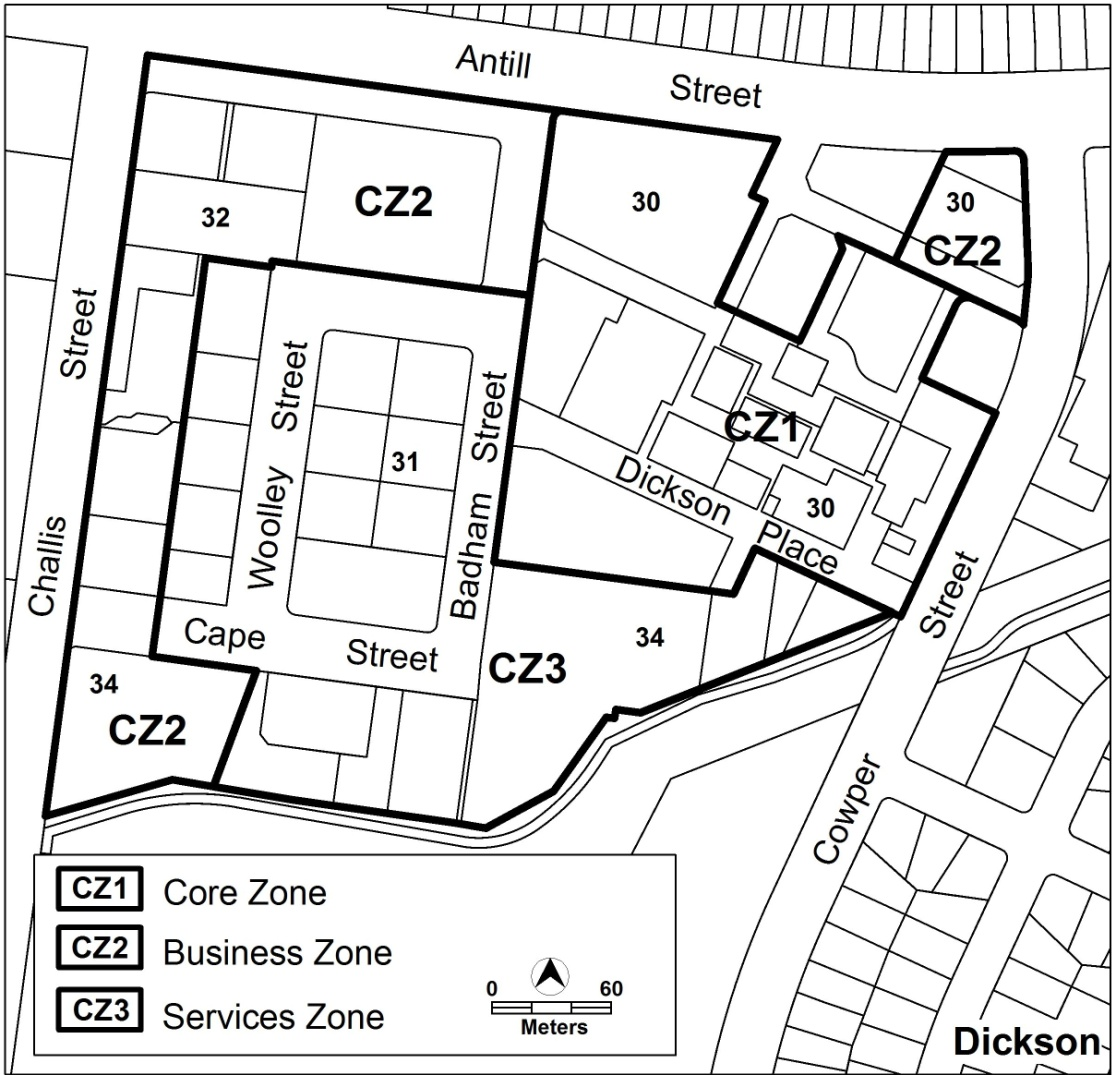 Antill
Street
CZ2
32
30
30
CZ2
Street
Street
Street
31
CZ1
Dickson
Place
30
Woolley
Badham
Challis
Cape
Street
34
CZ3
Street
34
CZ2
Cowper
CZ1 Core Zone
CZ2 Business Zone
CZ3 Services Zone
0 60
Meters
Dickson